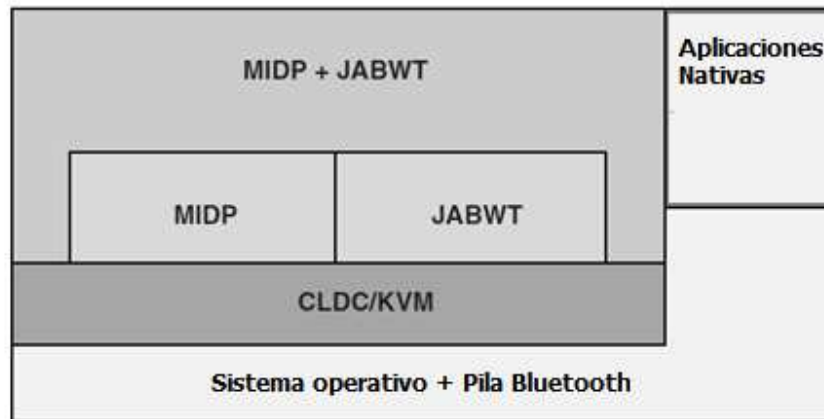 MIDP + JABWT
Aplicaciones
Nativas
MIDP
JABWT
CLDC/KVM
Sistema operativo + Pila Bluetooth